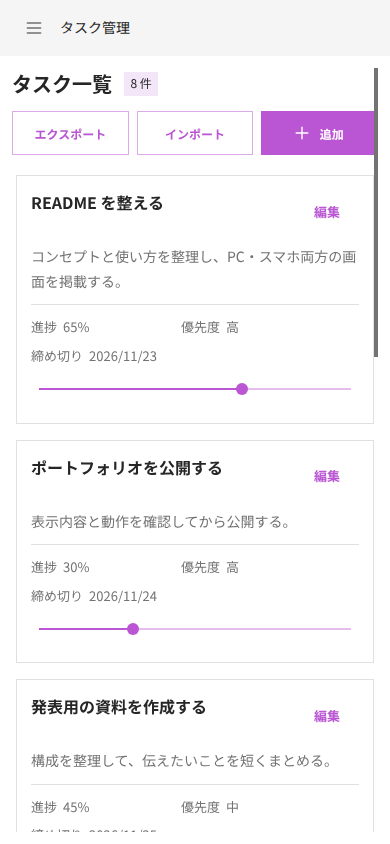 タスク管理
タスク一覧 8 件
エクスポート インポート 追加
README を整える 編集
コンセプトと使い方を整理し、PC・スマホ両方の画
面を掲載する。
進捗 65% 優先度 高
締め切り 2026/11/23
ポートフォリオを公開する 編集
表示内容と動作を確認してから公開する。
進捗 30% 優先度 高
締め切り 2026/11/24
発表用の資料を作成する 編集
構成を整理して、伝えたいことを短くまとめる。
進捗 45% 優先度 中
締め切り 2026/11/25